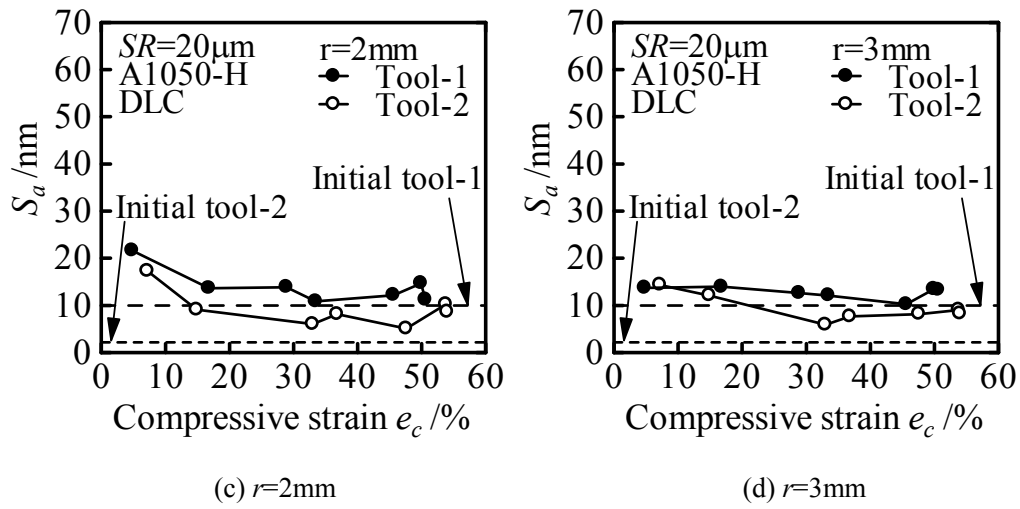 70
60
50
40
30
20
10
0
S_a /nm
SR=20μm r=2mm
A1050-H Tool-1
DLC Tool-2
Initial tool-1
Initial tool-2
0 10 20 30 40 50 60
Compressive strain e_c /%
(c) r=2mm
70
60
50
40
30
20
10
0
S_a /nm
SR=20μm r=3mm
A1050-H Tool-1
DLC Tool-2
Initial tool-1
Initial tool-2
0 10 20 30 40 50 60
Compressive strain e_c /%
(d) r=3mm